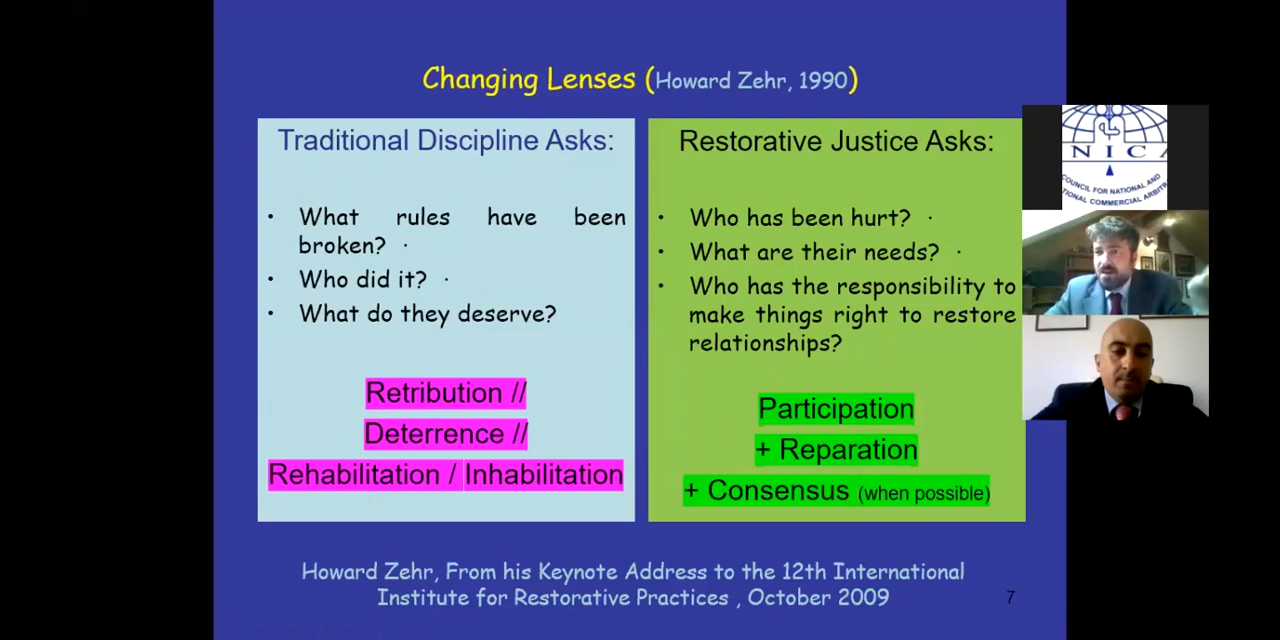 Changing Lenses (Howard Zehr, 1990)
Traditional Discipline Asks:
• What rules have been
broken? ·
• Who did it? ·
• What do they deserve?
Retribution //
Deterrence //
Rehabilitation / Inhabilitation
Restorative Justice Asks:
• Who has been hurt? ·
• What are their needs? ·
• Who has the responsibility to
make things right to restore
relationships?
Participation
+ Reparation
+ Consensus (when possible)
Howard Zehr, From his Keynote Address to the 12th International
Institute for Restorative Practices , October 2009
7
NIC
COUNCIL FOR NATIONAL AND
COMMERCIAL